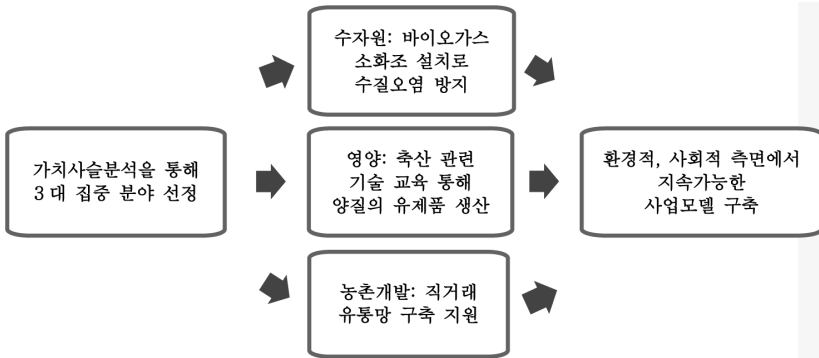 가치사슬분석을 통해
3대 집중 분야 선정
수자원: 바이오가스
소화조 설치로
수질오염 방지
영양: 축산 관련
기술 교육 통해
양질의 유제품 생산
농촌개발: 직거래
유통망 구축 지원
환경적, 사회적 측면에서
지속가능한
사업모델 구축